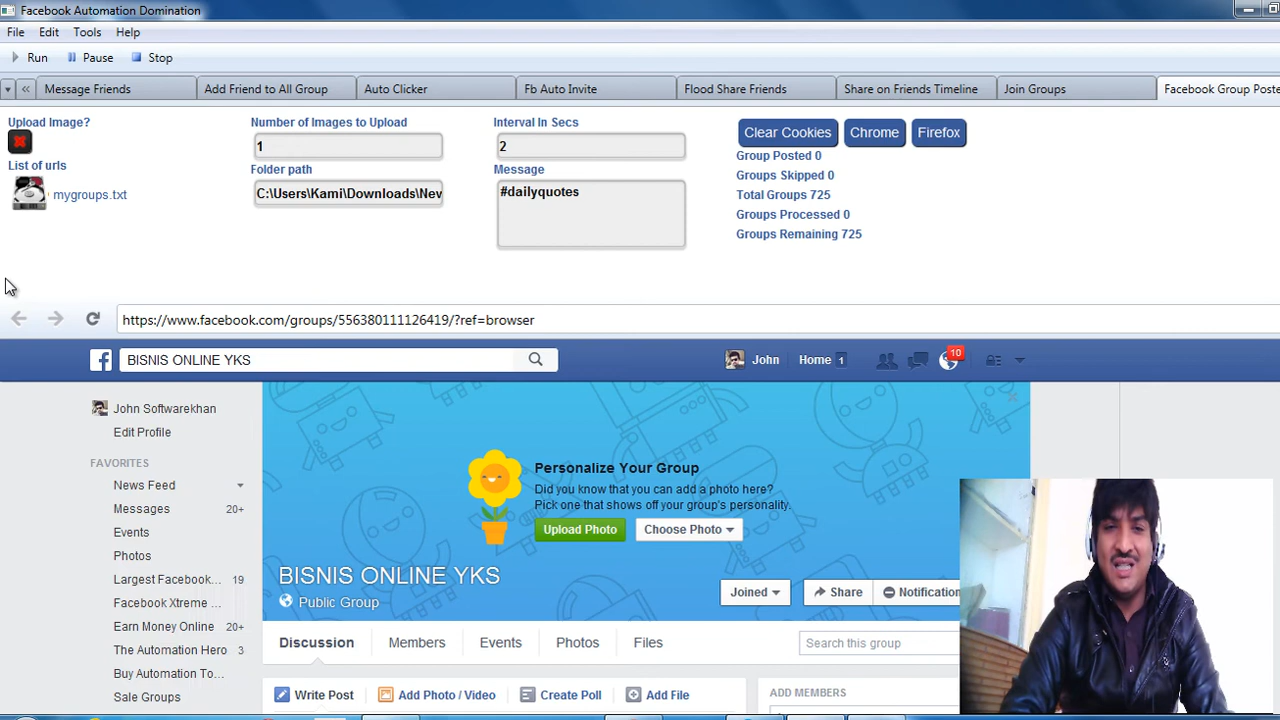 Facebook Automation Domination
File Edit Tools Help
Run Pause Stop
Message Friends Add Friend to All Group Auto Clicker Fb Auto Invite Flood Share Friends Share on Friends Timeline Join Groups Facebook Group Poste
Upload Image? Number of Images to Upload Interval In Secs Clear Cookies Chrome Firefox
1 2
Group Posted 0
List of urls Folder path Message Groups Skipped 0
mygroups.txt C:\Users\Kami\Downloads\Nev #dailyquotes Total Groups 725
Groups Processed 0
Groups Remaining 725
https://www.facebook.com/groups/556380111126419/?ref=browser
BISNIS ONLINE YKS John Home 1 10
John Softwarekhan
Edit Profile
FAVORITES
News Feed
Messages 20+
Events
Photos
Largest Facebook... 19
Facebook Xtreme ...
Earn Money Online 20+
The Automation Hero 3
Buy Automation To...
Sale Groups
Personalize Your Group
Did you know that you can add a photo here?
Pick one that shows off your group's personality.
Upload Photo Choose Photo
BISNIS ONLINE YKS
Public Group
Joined Share Notification
Discussion Members Events Photos Files Search this group
Write Post Add Photo / Video Create Poll Add File ADD MEMBERS